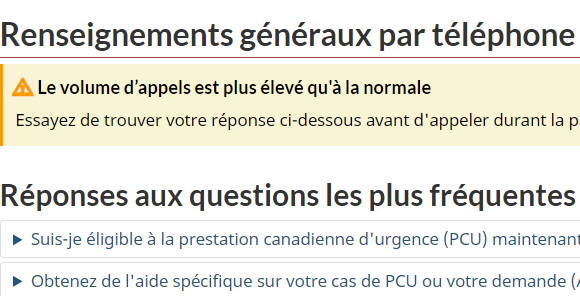 Renseignements généraux par téléphone
Le volume d’appels est plus élevé qu'à la normale
Essayez de trouver votre réponse ci-dessous avant d'appeler durant la
Réponses aux questions les plus fréquentes
Suis-je éligible à la prestation canadienne d'urgence (PCU) maintenant
Obtenez de l'aide spécifique sur votre cas de PCU ou votre demande